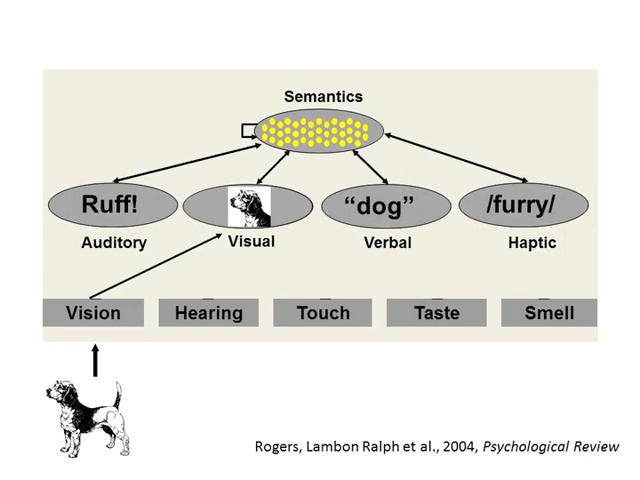 Semantics
Ruff!
"dog"
/furry/
Auditory
Visual
Verbal
Haptic
Vision
Hearing
Touch
Taste
Smell
Rogers, Lambon Ralph et al., 2004, Psychological Review